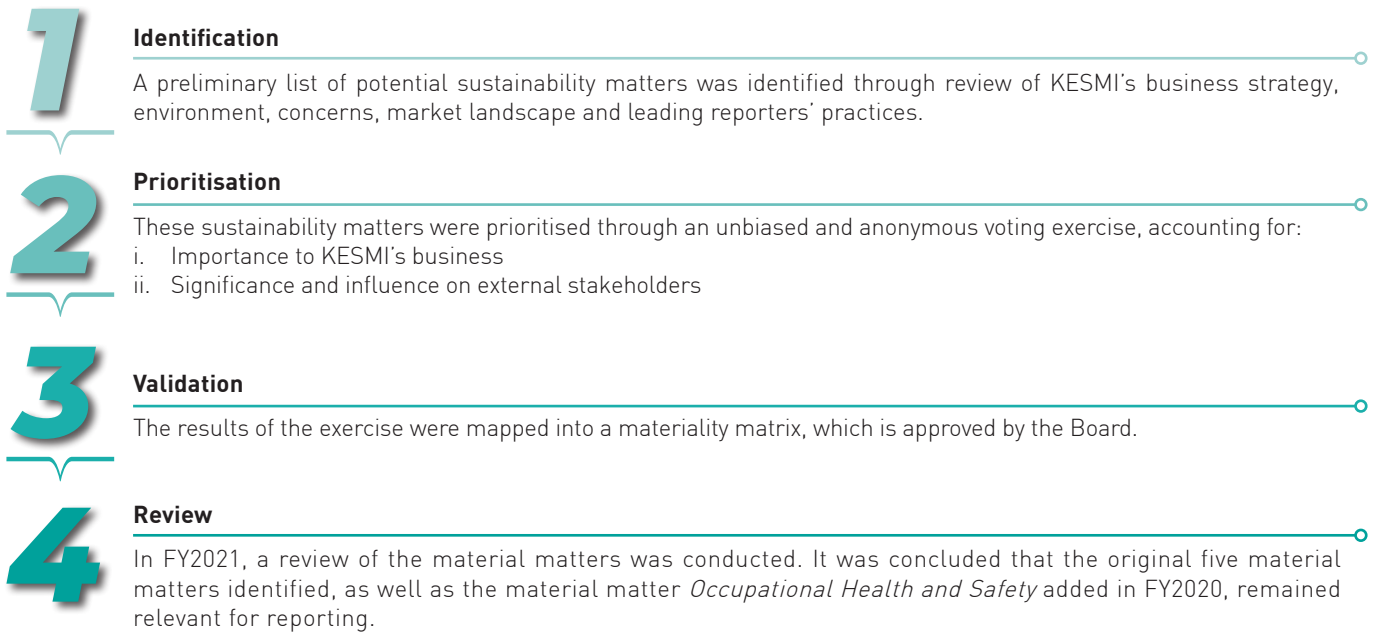 1
Identification
A preliminary list of potential sustainability matters was identified through review of KESMI's business strategy,
environment, concerns, market landscape and leading reporters' practices.
2
Prioritisation
These sustainability matters were prioritised through an unbiased and anonymous voting exercise, accounting for:
i. Importance to KESMI's business
ii. Significance and influence on external stakeholders
3
Validation
The results of the exercise were mapped into a materiality matrix, which is approved by the Board.
4
Review
In FY2021, a review of the material matters was conducted. It was concluded that the original five material
matters identified, as well as the material matter Occupational Health and Safety added in FY2020, remained
relevant for reporting.